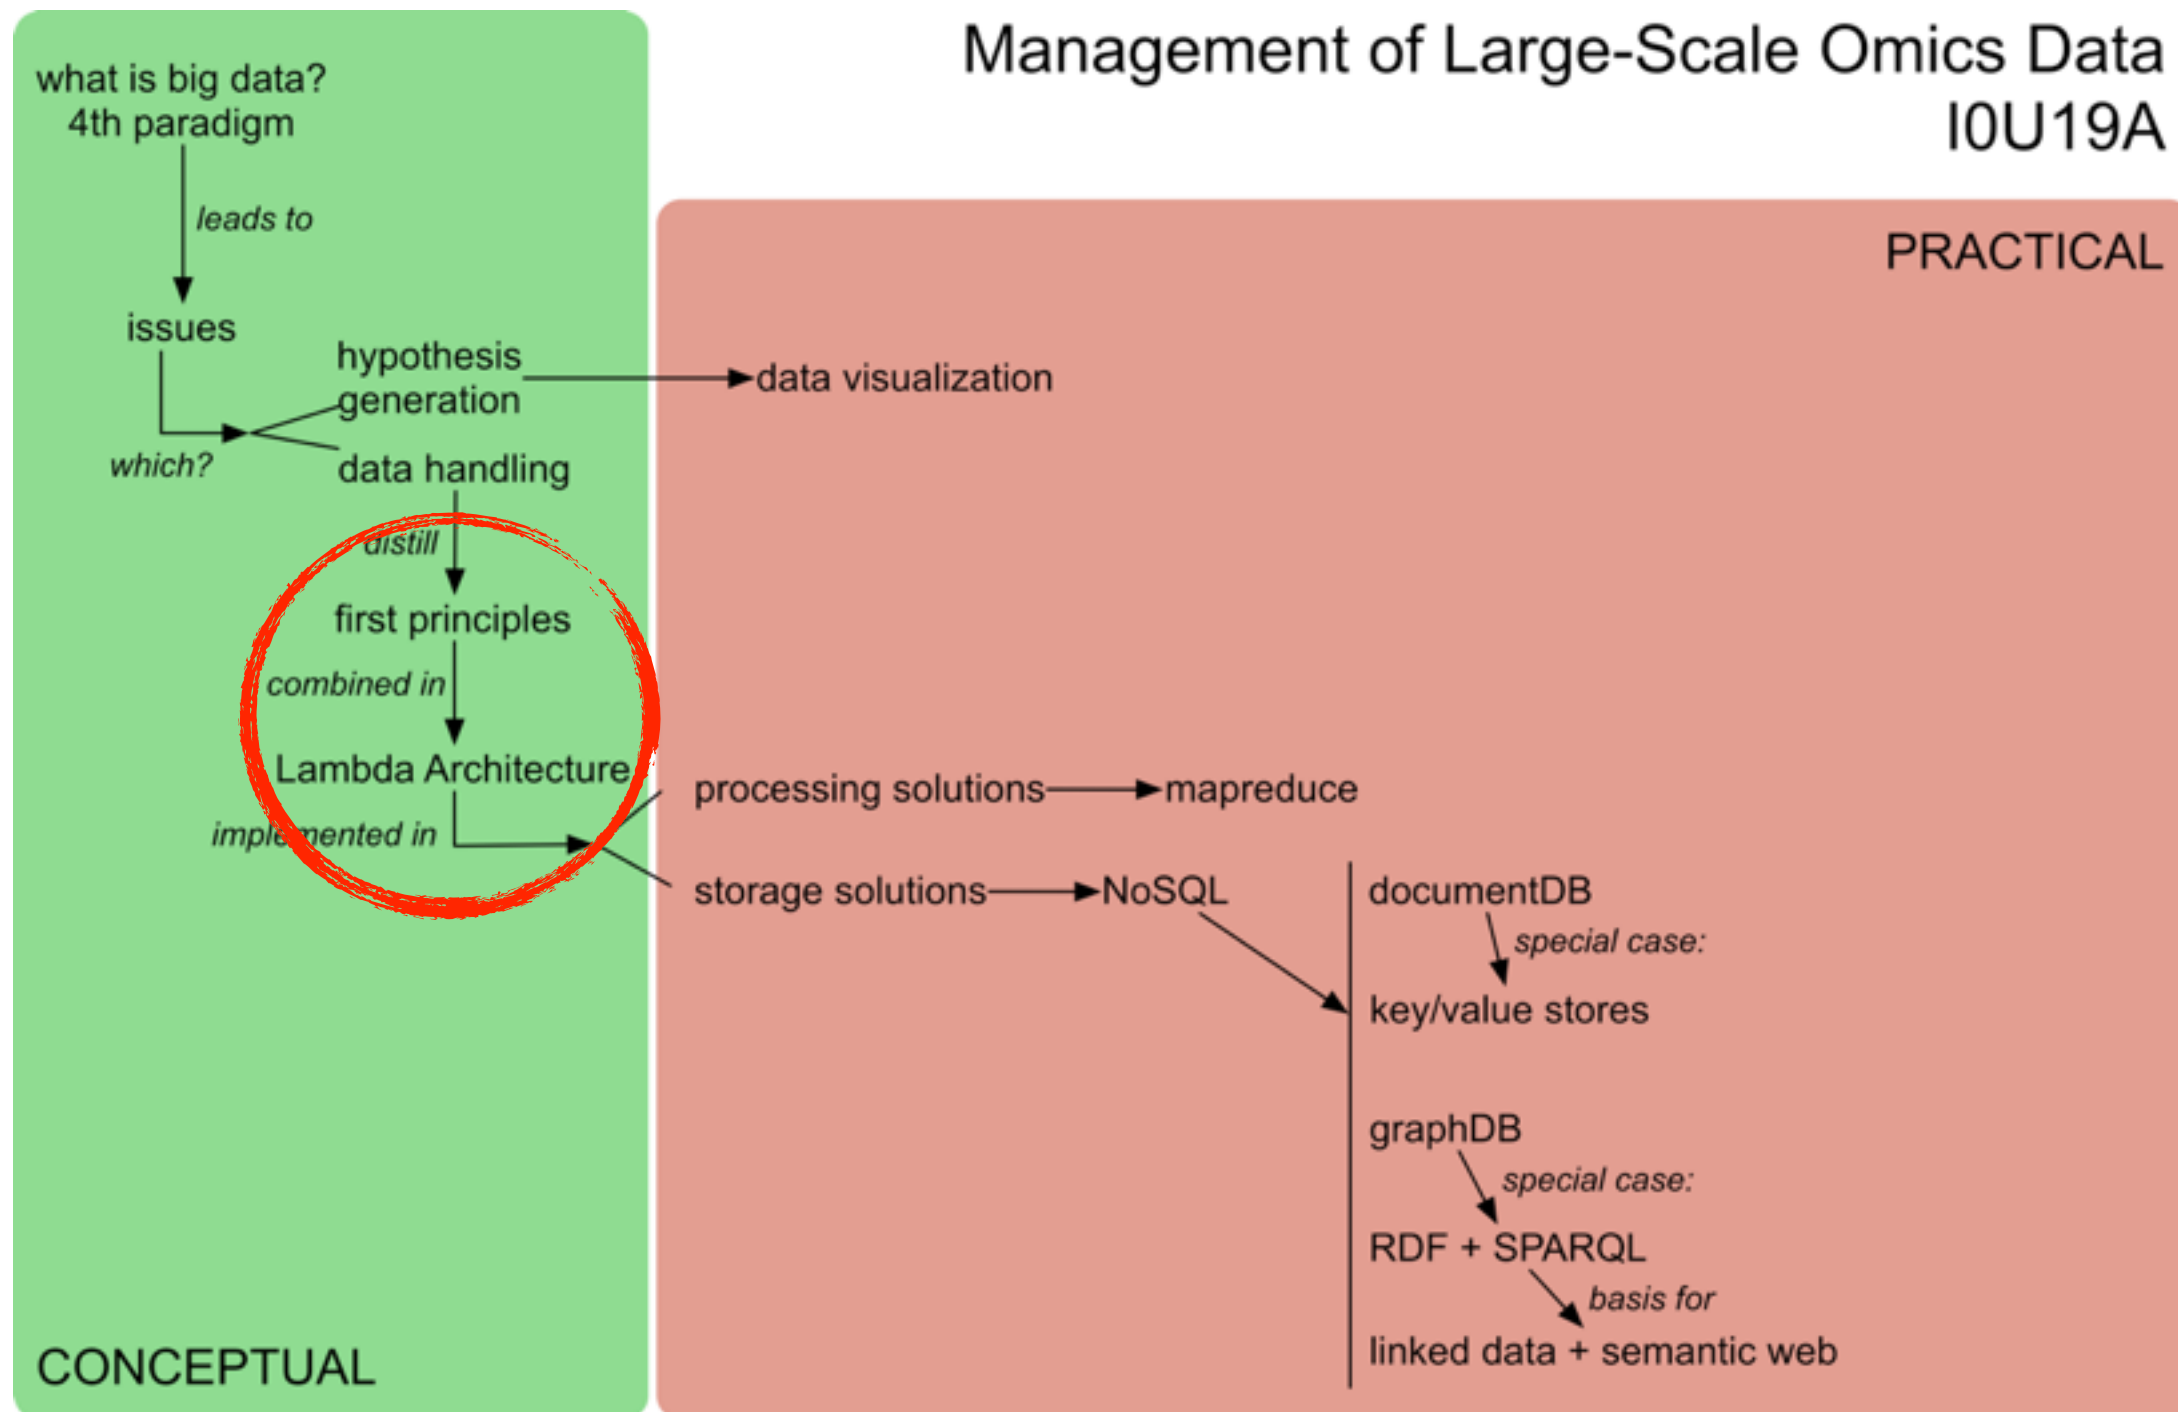 Management of Large-Scale Omics Data
I0U19A
what is big data?
4th paradigm
leads to
issues
which?
hypothesis
generation
data handling
distill
first principles
combined in
Lambda Architecture
implemented in
CONCEPTUAL
PRACTICAL
data visualization
processing solutions
mapreduce
storage solutions
NoSQL
documentDB
special case:
key/value stores
graphDB
special case:
RDF + SPARQL
basis for
linked data + semantic web